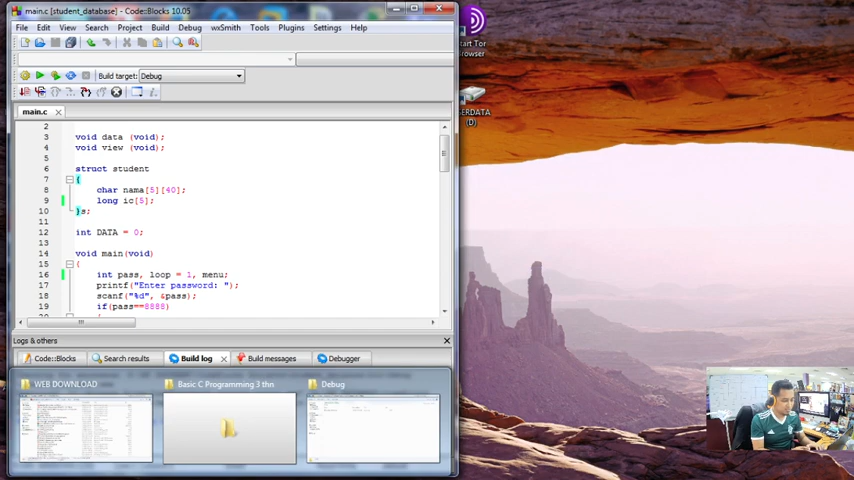 main.c [student_database] - Code::Blocks 10.05
File Edit View Search Project Build Debug wxSmith Tools Plugins Settings Help
Build target: Debug
main.c
2
3 void data (void);
4 void view (void);
5
6 struct student
7 {
8 char nama[5][40];
9 long ic[5];
10 }s;
11
12 int DATA = 0;
13
14 void main(void)
15 {
16 int pass, loop = 1, menu;
17 printf("Enter password: ");
18 scanf("%d", &pass);
19 if(pass==8888)
Logs & others
Code::Blocks Search results Build log Build messages Debugger
WEB DOWNLOAD Basic C Programming 3 thn Debug
tart Tor
Browser
SERDATA
(D)